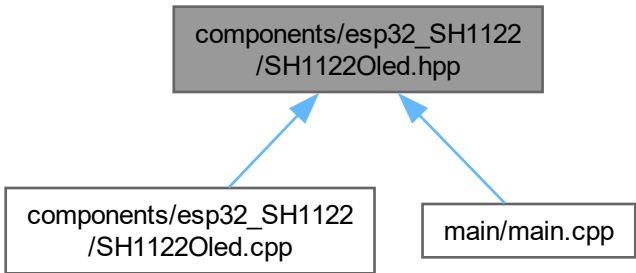 components/esp32_SH1122
/SH1122Oled.hpp
components/esp32_SH1122
/SH1122Oled.cpp
main/main.cpp